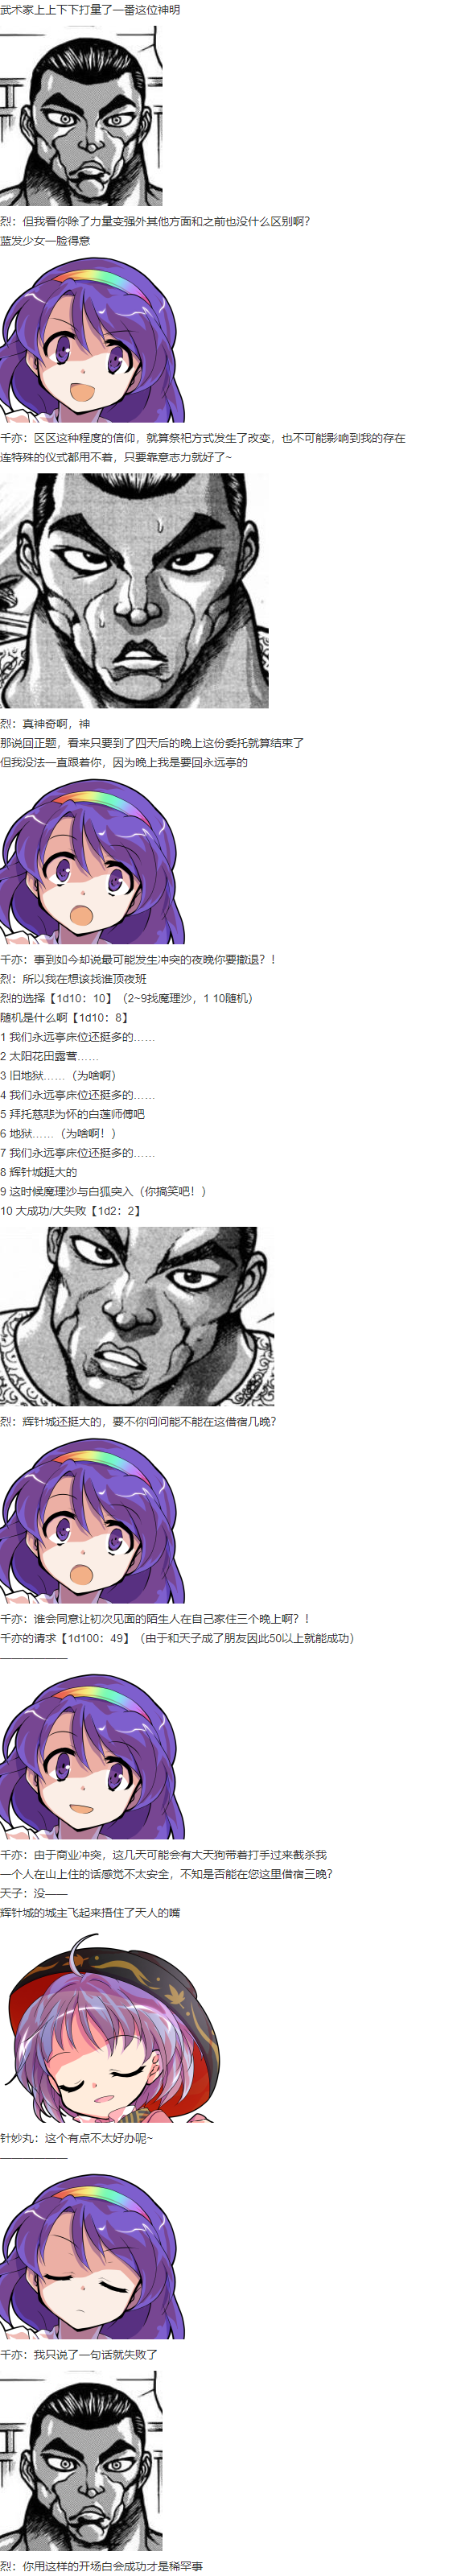 武术家上上下下打量了一番这位神明
烈：但我看你除了力量变强外其他方面和之前也没什么区别啊？
蓝发少女一脸得意
千亦：区区这种程度的信仰，就算祭祀方式发生了改变，也不可能影响到我的存在
连特殊的仪式都用不着，只要靠意志力就好了~
烈：真神奇啊，神
那说回正题，看来只要到了四天后的晚上这份委托就算结束了
但我没法一直跟着你，因为晚上我是要回永远亭的
千亦：事到如今却说最可能发生冲突的夜晚你要撤退？！
烈：所以我在想该找谁顶夜班
烈的选择【1d10：10】（2~9找魔理沙，1 10随机）
随机是什么啊【1d10：8】
1 我们永远亭床位还挺多的……
2 太阳花田露营……
3 旧地狱……（为啥啊）
4 我们永远亭床位还挺多的……
5 拜托慈悲为怀的白莲师傅吧
6 地狱……（为啥啊！）
7 我们永远亭床位还挺多的……
8 辉针城挺大的
9 这时候魔理沙与白狐突入（你搞笑吧！）
10 大成功/大失败【1d2：2】
烈：辉针城还挺大的，要不你问问能不能在这借宿几晚？
千亦：谁会同意让初次见面的陌生人在自己家住三个晚上啊？！
千亦的请求【1d100：49】（由于和天子成了朋友因此50以上就能成功）
——————
千亦：由于商业冲突，这几天可能会有大天狗带着打手过来截杀我
一个人在山上住的话感觉不太安全，不知是否能在您这里借宿三晚？
天子：没——
辉针城的城主飞起来捂住了天人的嘴
针妙丸：这个有点不太好办呢~
——————
千亦：我只说了一句话就失败了
烈：你用这样的开场白会成功才是稀罕事